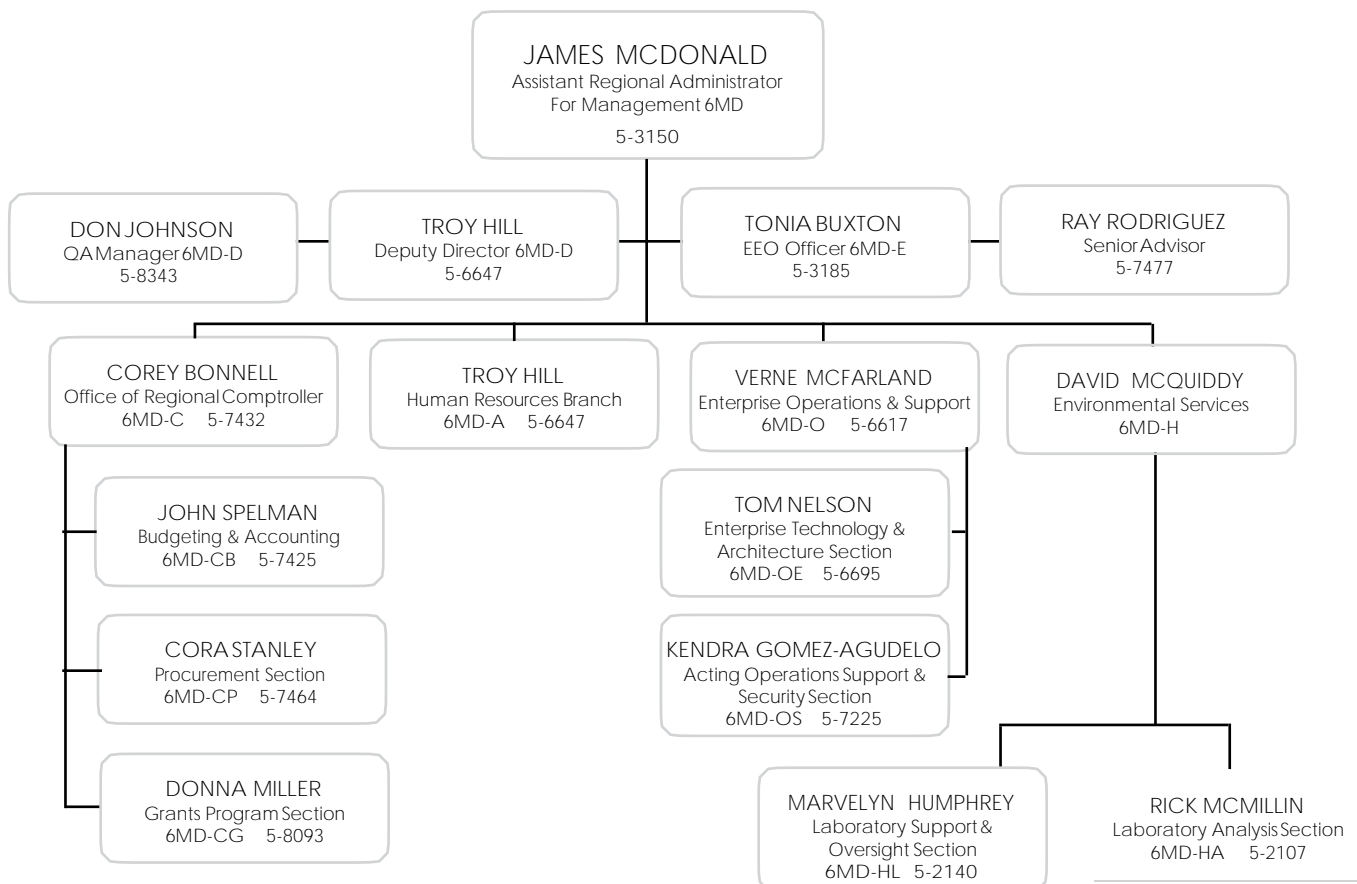 JAMES MCDONALD
Assistant Regional Administrator
For Management 6MD
5-3150
DON JOHNSON
QA Manager 6MD-D
5-8343
TROY HILL
Deputy Director 6MD-D
5-6647
TONIA BUXTON
EEO Officer 6MD-E
5-3185
RAY RODRIGUEZ
Senior Advisor
5-7477
COREY BONNELL
Office of Regional Comptroller
6MD-C 5-7432
TROY HILL
Human Resources Branch
6MD-A 5-6647
VERNE MCFARLAND
Enterprise Operations & Support
6MD-O 5-6617
DAVID MCQUIDDY
Environmental Services
6MD-H
JOHN SPELMAN
Budgeting & Accounting
6MD-CB 5-7425
CORA STANLEY
Procurement Section
6MD-CP 5-7464
DONNA MILLER
Grants Program Section
6MD-CG 5-8093
TOM NELSON
Enterprise Technology &
Architecture Section
6MD-OE 5-6695
KENDRA GOMEZ-AGUDELO
Acting Operations Support &
Security Section
6MD-OS 5-7225
MARVELYN HUMPHREY
Laboratory Support &
Oversight Section
6MD-HL 5-2140
RICK MCMILLIN
Laboratory Analysis Section
6MD-HA 5-2107